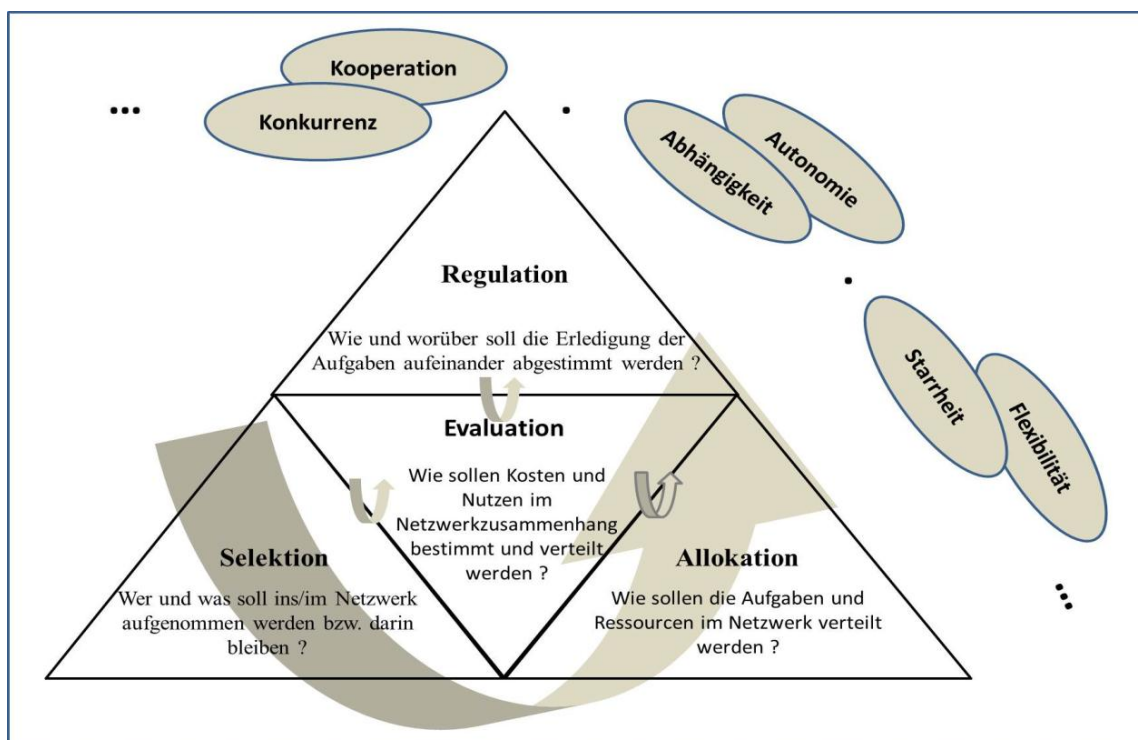 ...
Kooperation
Konkurrenz
.
Abhängigkeit
Autonomie
.
Starrheit
Flexibilität
...
Regulation
Wie und worüber soll die Erledigung der
Aufgaben aufeinander abgestimmt werden ?
Evaluation
Wie sollen Kosten und
Nutzen im
Netzwerkzusammenhang
bestimmt und verteilt
werden ?
Selektion
Wer und was soll ins/im Netzwerk
aufgenommen werden bzw. darin
bleiben ?
Allokation
Wie sollen die Aufgaben und
Ressourcen im Netzwerk verteilt
werden ?